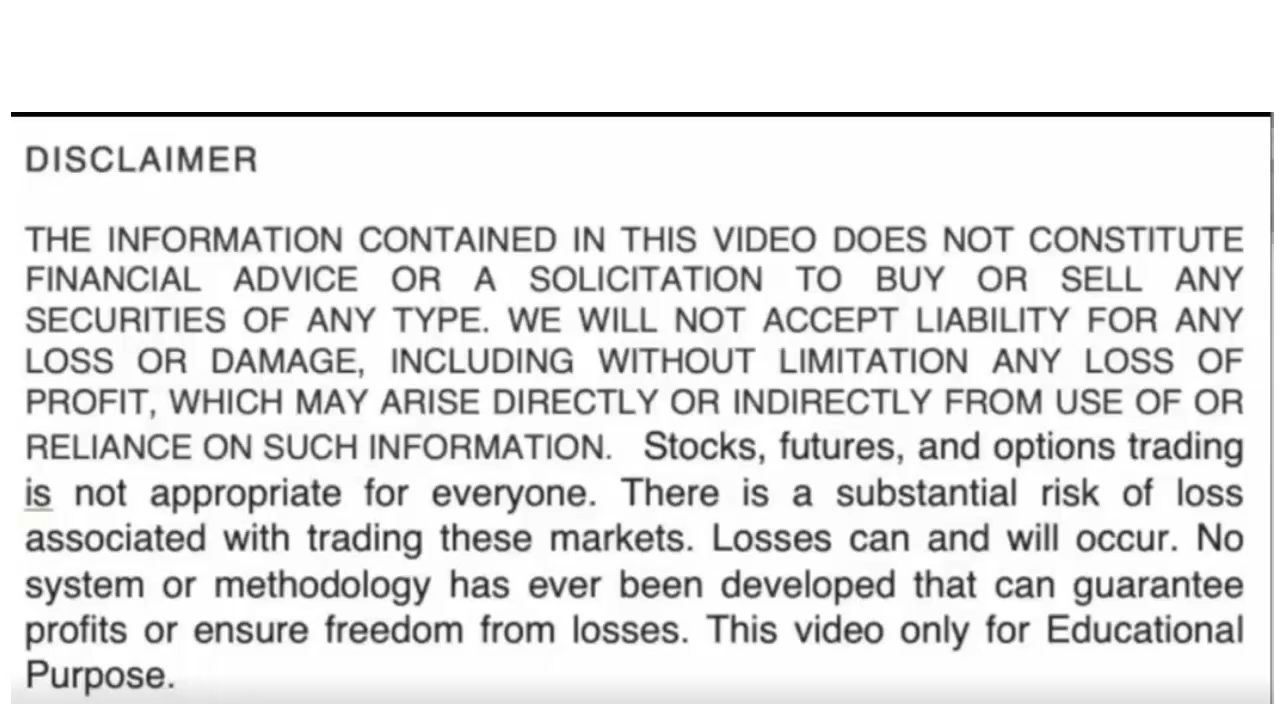 DISCLAIMER
THE INFORMATION CONTAINED IN THIS VIDEO DOES NOT CONSTITUTE
FINANCIAL ADVICE OR A SOLICITATION TO BUY OR SELL ANY
SECURITIES OF ANY TYPE. WE WILL NOT ACCEPT LIABILITY FOR ANY
LOSS OR DAMAGE, INCLUDING WITHOUT LIMITATION ANY LOSS OF
PROFIT, WHICH MAY ARISE DIRECTLY OR INDIRECTLY FROM USE OF OR
RELIANCE ON SUCH INFORMATION. Stocks, futures, and options trading
is not appropriate for everyone. There is a substantial risk of loss
associated with trading these markets. Losses can and will occur. No
system or methodology has ever been developed that can guarantee
profits or ensure freedom from losses. This video only for Educational
Purpose.